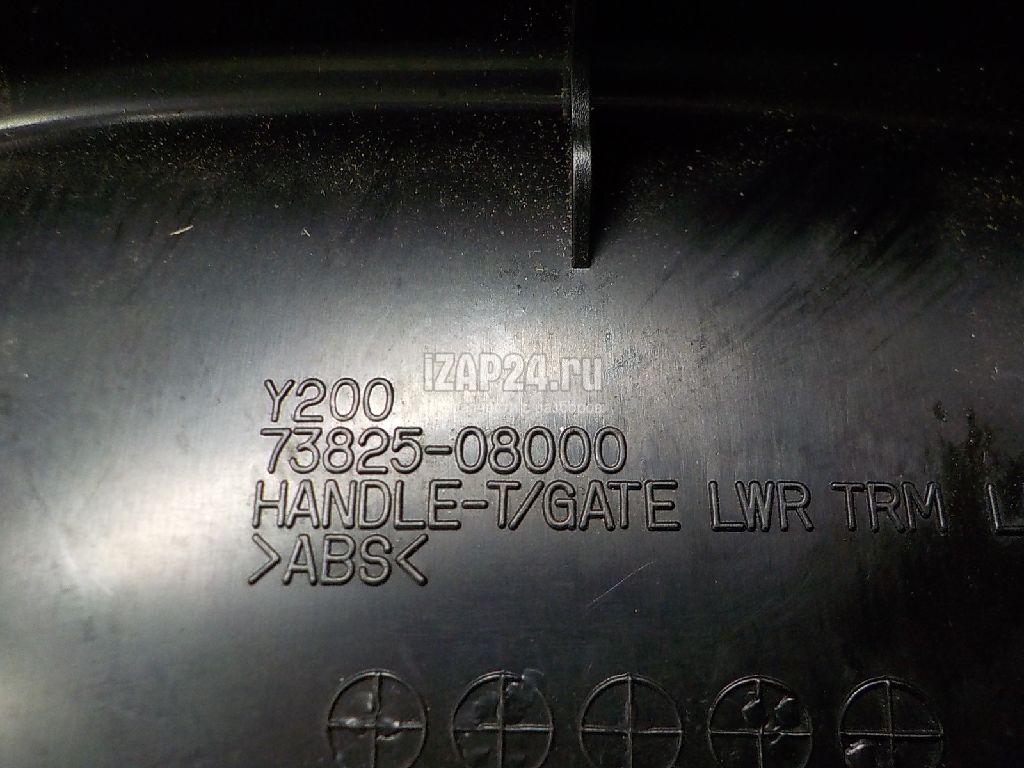 iZAP24.ru
Y200
73825-08000
HANDLE-T/GATE LWR TRM
>ABS<